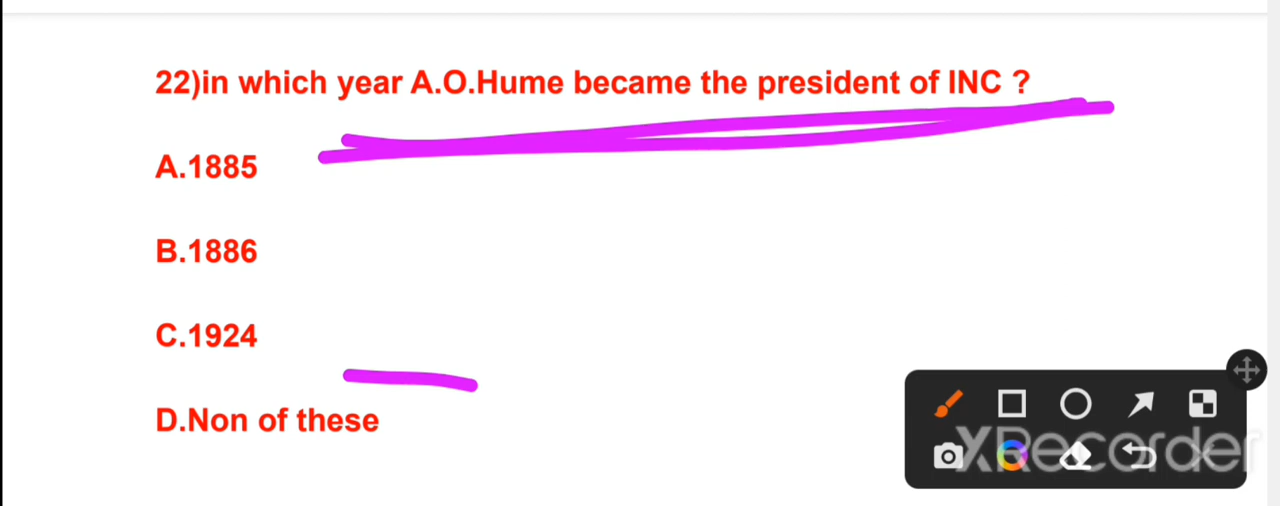 22)in which year A.O.Hume became the president of INC ?
A.1885
B.1886
C.1924
D.Non of these
XRecorder